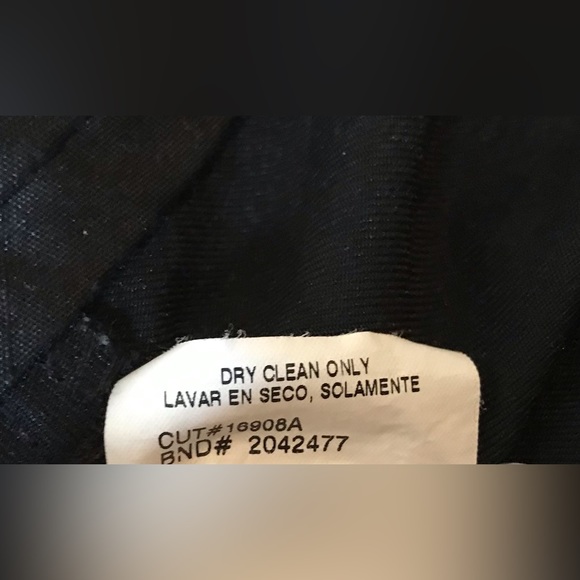 DRY CLEAN ONLY
LAVAR EN SECO, SOLAMENTE
CUT#16908A
BND# 2042477